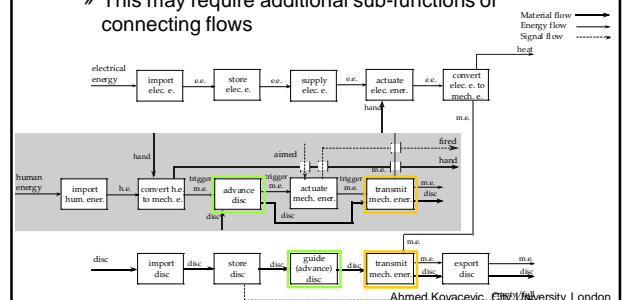 » This may require additional sub-functions or
connecting flows
Material flow
Energy flow
Signal flow
heat
electrical
energy
import
elec. e.
e.e.
store
elec. e.
e.e.
supply
elec. e.
e.e.
actuate
elec. ener.
e.e.
convert
elec. e. to
mech. e.
m.e.
hand
fired
hand
aimed
human
energy
import
hum. ener.
h.e.
hand
convert h.e.
to mech. e.
trigger
m.e.
advance
disc
trigger
m.e.
actuate
mech. ener.
trigger
m.e.
transmit
mech. ener.
m.e.
m.e.
disc
disc
disc
m.e.
disc
import
disc
disc
store
disc
disc
guide
(advance)
disc
disc
transmit
mech. ener.
m.e.
disc
export
disc
m.e.
disc
empty/full
Ahmed Kovacevic, City University London